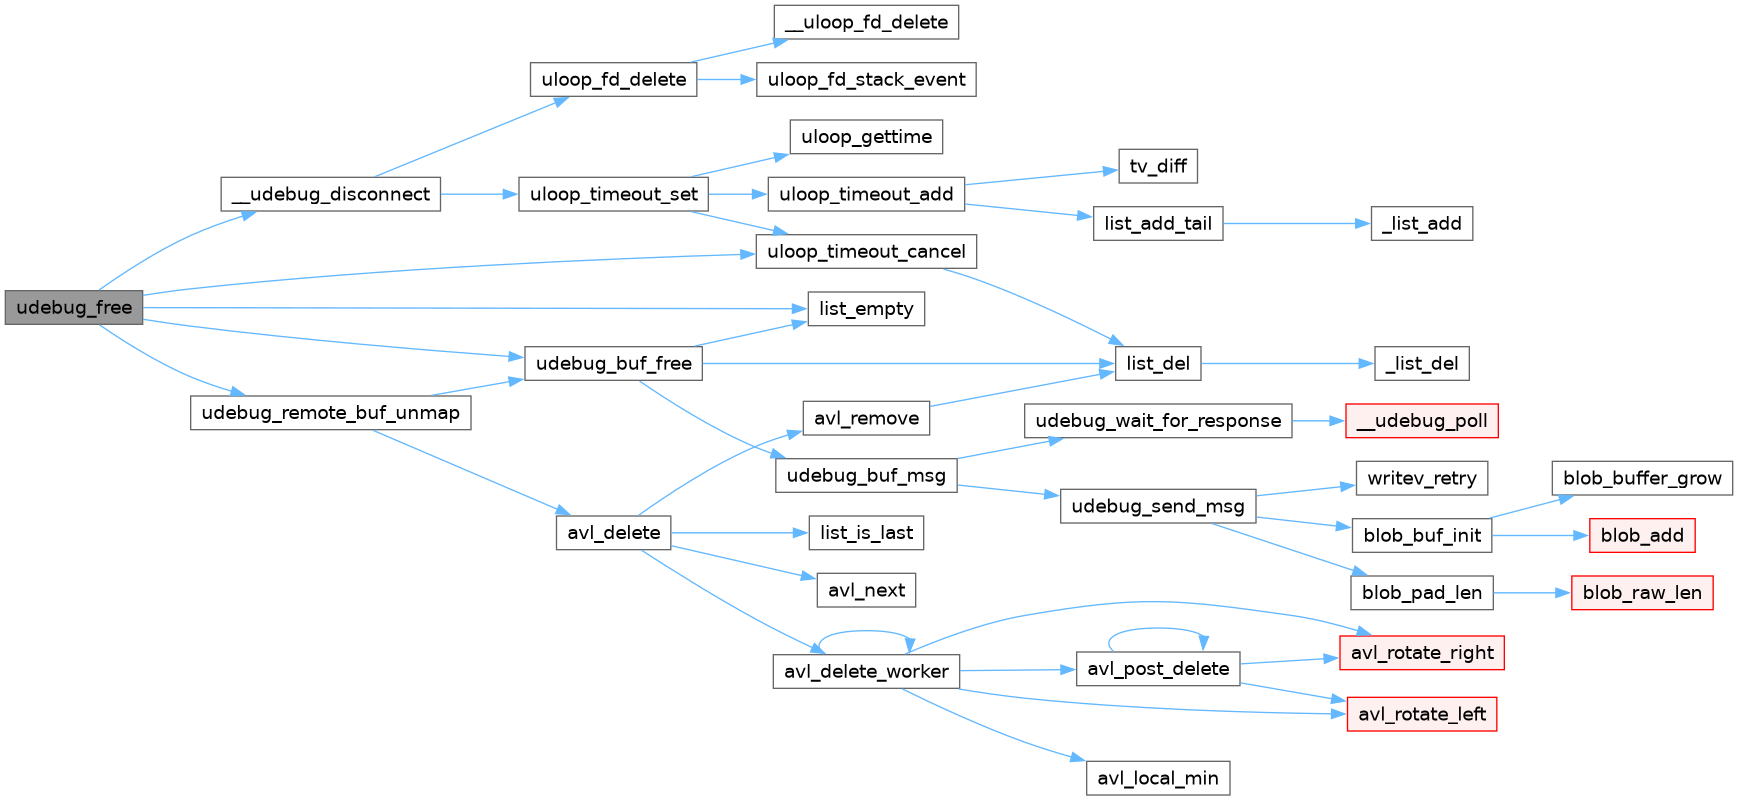 __uloop_fd_delete
uloop_fd_delete
uloop_fd_stack_event
uloop_gettime
tv_diff
__udebug_disconnect
uloop_timeout_set
uloop_timeout_add
list_add_tail
_list_add
uloop_timeout_cancel
udebug_free
list_empty
udebug_buf_free
list_del
_list_del
udebug_remote_buf_unmap
avl_remove
udebug_wait_for_response
__udebug_poll
udebug_buf_msg
writev_retry
blob_buffer_grow
udebug_send_msg
avl_delete
list_is_last
blob_buf_init
blob_add
avl_next
blob_pad_len
blob_raw_len
avl_rotate_right
avl_delete_worker
avl_post_delete
avl_rotate_left
avl_local_min